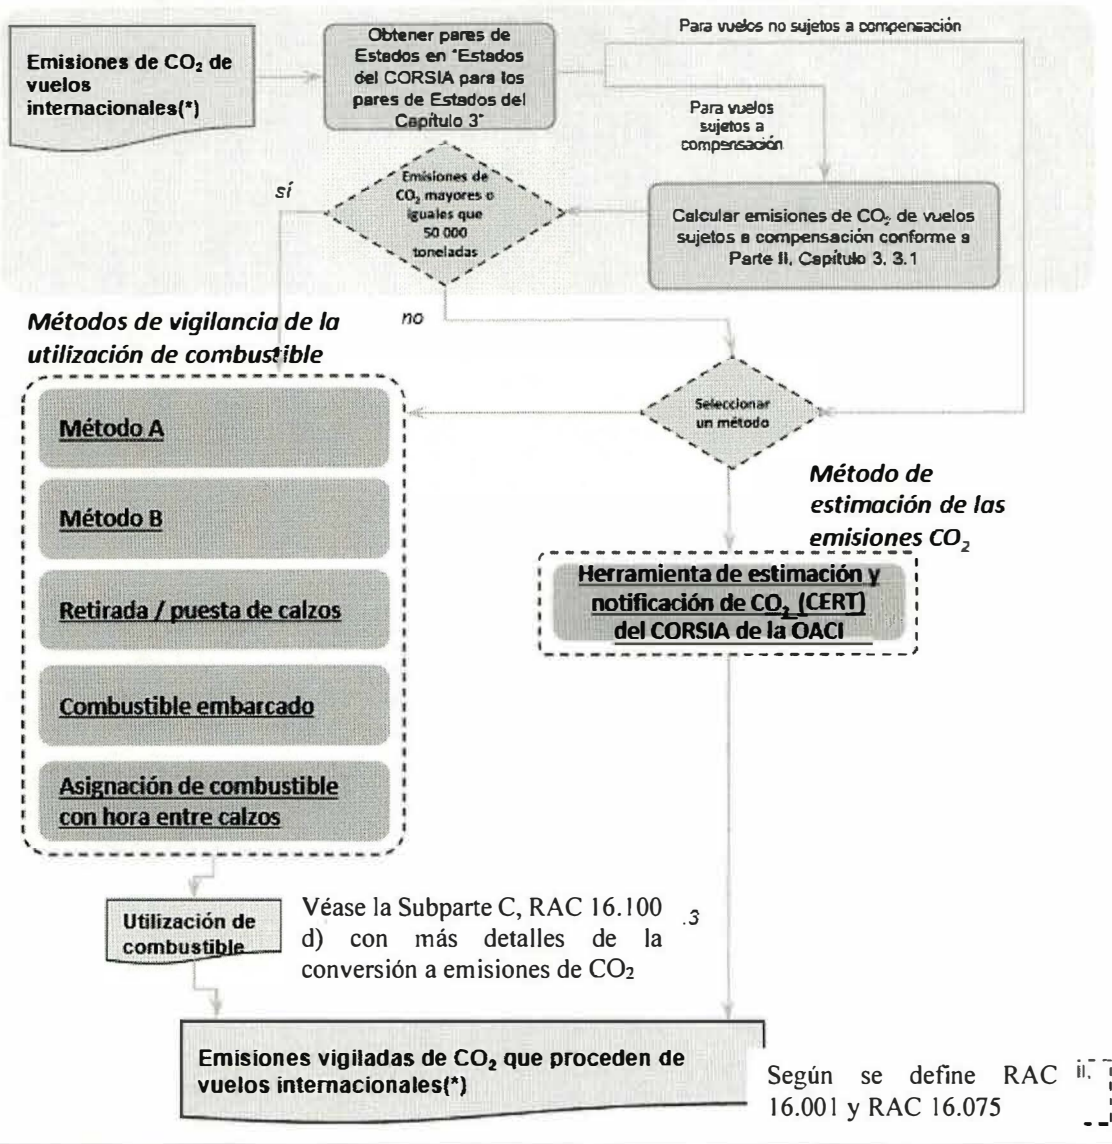 Emisiones de CO₂ de
vuelos
internacionales(*)
Obtener pares de
Estados en "Estados
del CORSIA para los
pares de Estados del
Capítulo 3"
Para vuelos no sujetos a compensación
Para vuelos
sujetos a
compensación
sí
Emisiones de
CO₂ mayores o
iguales que
50 000
toneladas
Calcular emisiones de CO₂ de vuelos
sujetos a compensación conforme a
Parte II, Capítulo 3, 3.1
Métodos de vigilancia de la
utilización de combustible
no
Seleccionar
un método
Método A
Método B
Retirada / puesta de calzos
Combustible embarcado
Asignación de combustible
con hora entre calzos
Método de
estimación de las
emisiones CO₂
Herramienta de estimación y
notificación de CO₂ (CERT)
del CORSIA de la OACI
Utilización de
combustible
Véase la Subparte C, RAC 16.100
d) con más detalles de la
conversión a emisiones de CO₂
.3
Emisiones vigiladas de CO₂ que proceden de
vuelos internacionales(*)
Según se define RAC
16.001 y RAC 16.075